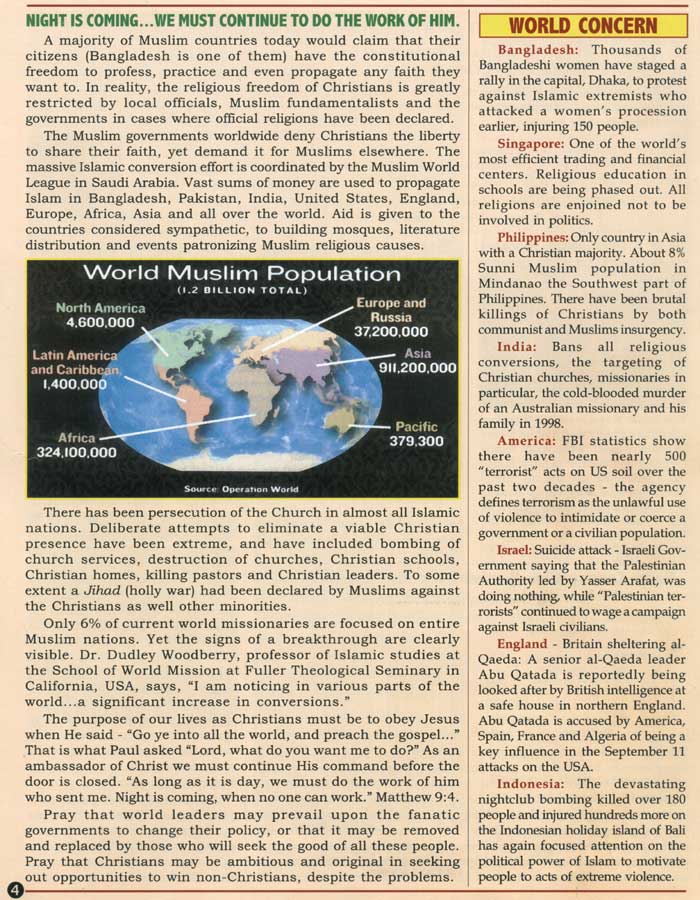 NIGHT IS COMING...WE MUST CONTINUE TO DO THE WORK OF HIM.
A majority of Muslim countries today would claim that their
citizens (Bangladesh is one of them) have the constitutional
freedom to profess, practice and even propagate any faith they
want to. In reality, the religious freedom of Christians is greatly
restricted by local officials, Muslim fundamentalists and the
governments in cases where official religions have been declared.
The Muslim governments worldwide deny Christians the liberty
to share their faith, yet demand it for Muslims elsewhere. The
massive Islamic conversion effort is coordinated by the Muslim World
League in Saudi Arabia. Vast sums of money are used to propagate
Islam in Bangladesh, Pakistan, India, United States, England,
Europe, Africa, Asia and all over the world. Aid is given to the
countries considered sympathetic, to building mosques, literature
distribution and events patronizing Muslim religious causes.
World Muslim Population
(1.2 BILLION TOTAL)
North America
4,600,000
Europe and
Russia
37,200,000
Latin America
and Caribbean
1,400,000
Asia
911,200,000
Africa
324,100,000
Pacific
379,300
Source: Operation World
There has been persecution of the Church in almost all Islamic
nations. Deliberate attempts to eliminate a viable Christian
presence have been extreme, and have included bombing of
church services, destruction of churches, Christian schools,
Christian homes, killing pastors and Christian leaders. To some
extent a Jihad (holy war) had been declared by Muslims against
the Christians as well other minorities.
Only 6% of current world missionaries are focused on entire
Muslim nations. Yet the signs of a breakthrough are clearly
visible. Dr. Dudley Woodberry, professor of Islamic studies at
the School of World Mission at Fuller Theological Seminary in
California, USA, says, "I am noticing in various parts of the
world...a significant increase in conversions."
The purpose of our lives as Christians must be to obey Jesus
when He said - "Go ye into all the world, and preach the gospel..."
That is what Paul asked "Lord, what do you want me to do?" As an
ambassador of Christ we must continue His command before the
door is closed. "As long as it is day, we must do the work of him
who sent me. Night is coming, when no one can work." Matthew 9:4.
Pray that world leaders may prevail upon the fanatic
governments to change their policy, or that it may be removed
and replaced by those who will seek the good of all these people.
Pray that Christians may be ambitious and original in seeking
out opportunities to win non-Christians, despite the problems.
4
WORLD CONCERN
Bangladesh: Thousands of
Bangladeshi women have staged a
rally in the capital, Dhaka, to protest
against Islamic extremists who
attacked a women's procession
earlier, injuring 150 people.
Singapore: One of the world's
most efficient trading and financial
centers. Religious education in
schools are being phased out. All
religions are enjoined not to be
involved in politics.
Philippines: Only country in Asia
with a Christian majority. About 8%
Sunni Muslim population in
Mindanao the Southwest part of
Philippines. There have been brutal
killings of Christians by both
communist and Muslims insurgency.
India: Bans all religious
conversions, the targeting of
Christian churches, missionaries in
particular, the cold-blooded murder
of an Australian missionary and his
family in 1998.
America: FBI statistics show
there have been nearly 500
"terrorist" acts on US soil over the
past two decades - the agency
defines terrorism as the unlawful use
of violence to intimidate or coerce a
government or a civilian population.
Israel: Suicide attack - Israeli Gov-
ernment saying that the Palestinian
Authority led by Yasser Arafat, was
doing nothing, while "Palestinian ter-
rorists" continued to wage a campaign
against Israeli civilians.
England - Britain sheltering al-
Qaeda: A senior al-Qaeda leader
Abu Qatada is reportedly being
looked after by British intelligence at
a safe house in northern England.
Abu Qatada is accused by America,
Spain, France and Algeria of being a
key influence in the September 11
attacks on the USA.
Indonesia: The devastating
nightclub bombing killed over 180
people and injured hundreds more on
the Indonesian holiday island of Bali
has again focused attention on the
political power of Islam to motivate
people to acts of extreme violence.